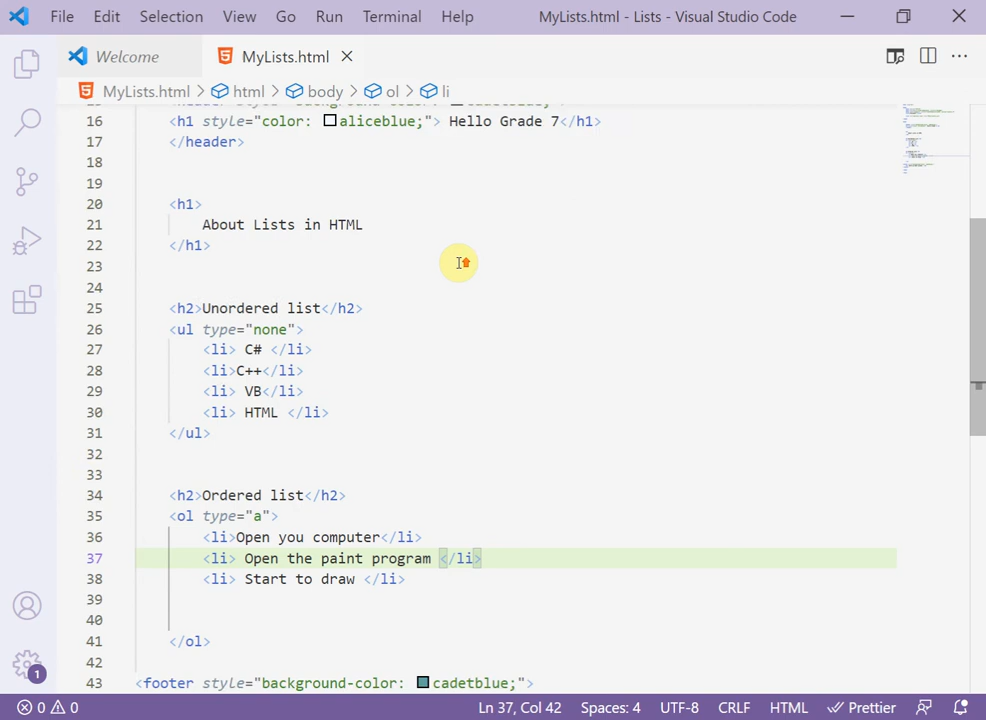 File Edit Selection View Go Run Terminal Help MyLists.html - Lists - Visual Studio Code
Welcome MyLists.html
MyLists.html > html > body > ol > li
16 <h1 style="color: aliceblue;"> Hello Grade 7</h1>
17 </header>
18
19
20 <h1>
21 About Lists in HTML
22 </h1>
23
24
25 <h2>Unordered list</h2>
26 <ul type="none">
27 <li> C# </li>
28 <li>C++</li>
29 <li> VB</li>
30 <li> HTML </li>
31 </ul>
32
33
34 <h2>Ordered list</h2>
35 <ol type="a">
36 <li>Open you computer</li>
37 <li> Open the paint program </li>
38 <li> Start to draw </li>
39
40
41 </ol>
42
43 <footer style="background-color: cadetblue;">
1
0 0 Ln 37, Col 42 Spaces: 4 UTF-8 CRLF HTML Prettier